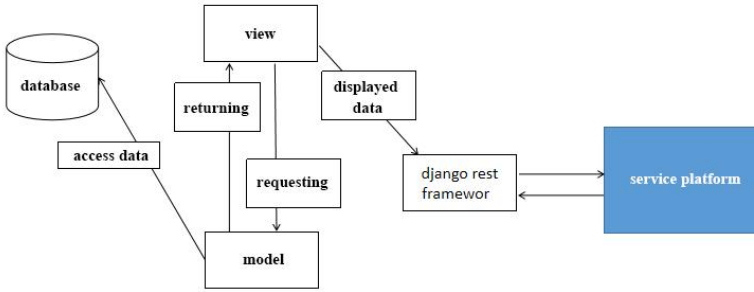 view
database
returning
displayed
data
access data
requesting
django rest
framewor
service platform
model